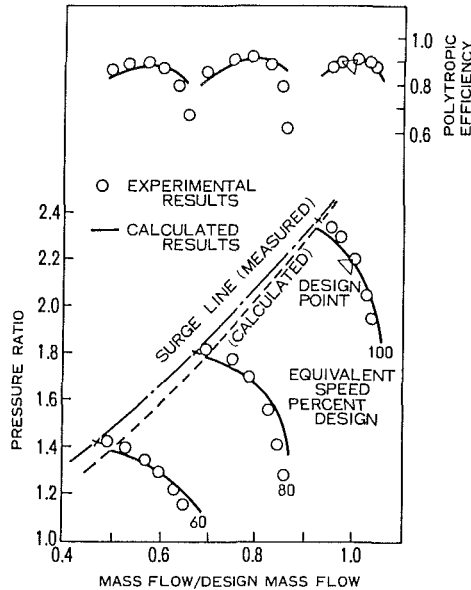 1.0
0.9
0.8
0.6
POLYTROPIC
EFFICIENCY
EXPERIMENTAL
RESULTS
CALCULATED
RESULTS
SURGE LINE (MEASURED)
(CALCULATED)
DESIGN
POINT
100
EQUIVALENT
SPEED
PERCENT
DESIGN
80
60
PRESSURE RATIO
2.4
2.2
2.0
1.8
1.6
1.4
1.2
1.0
0.4
0.6
0.8
1.0
MASS FLOW/DESIGN MASS FLOW